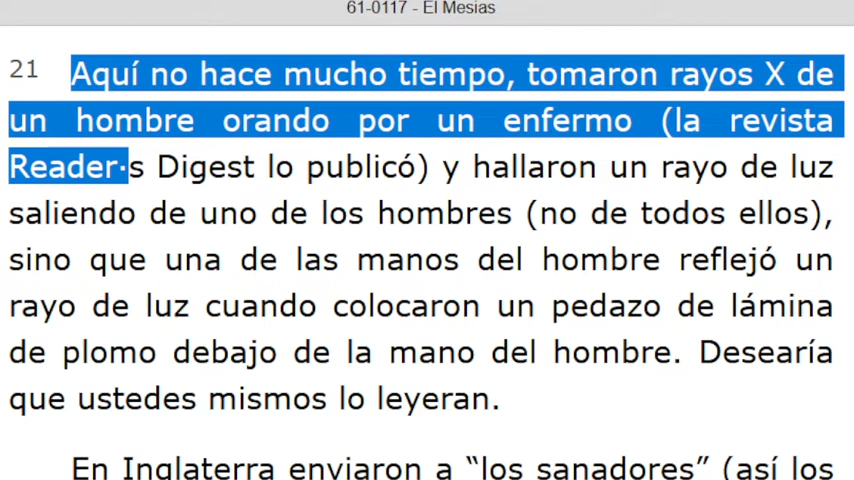 61-0117 - El Mesias
21 Aquí no hace mucho tiempo, tomaron rayos X de
un hombre orando por un enfermo (la revista
Reader·s Digest lo publicó) y hallaron un rayo de luz
saliendo de uno de los hombres (no de todos ellos),
sino que una de las manos del hombre reflejó un
rayo de luz cuando colocaron un pedazo de lámina
de plomo debajo de la mano del hombre. Desearía
que ustedes mismos lo leyeran.
En Inglaterra enviaron a “los sanadores” (así los